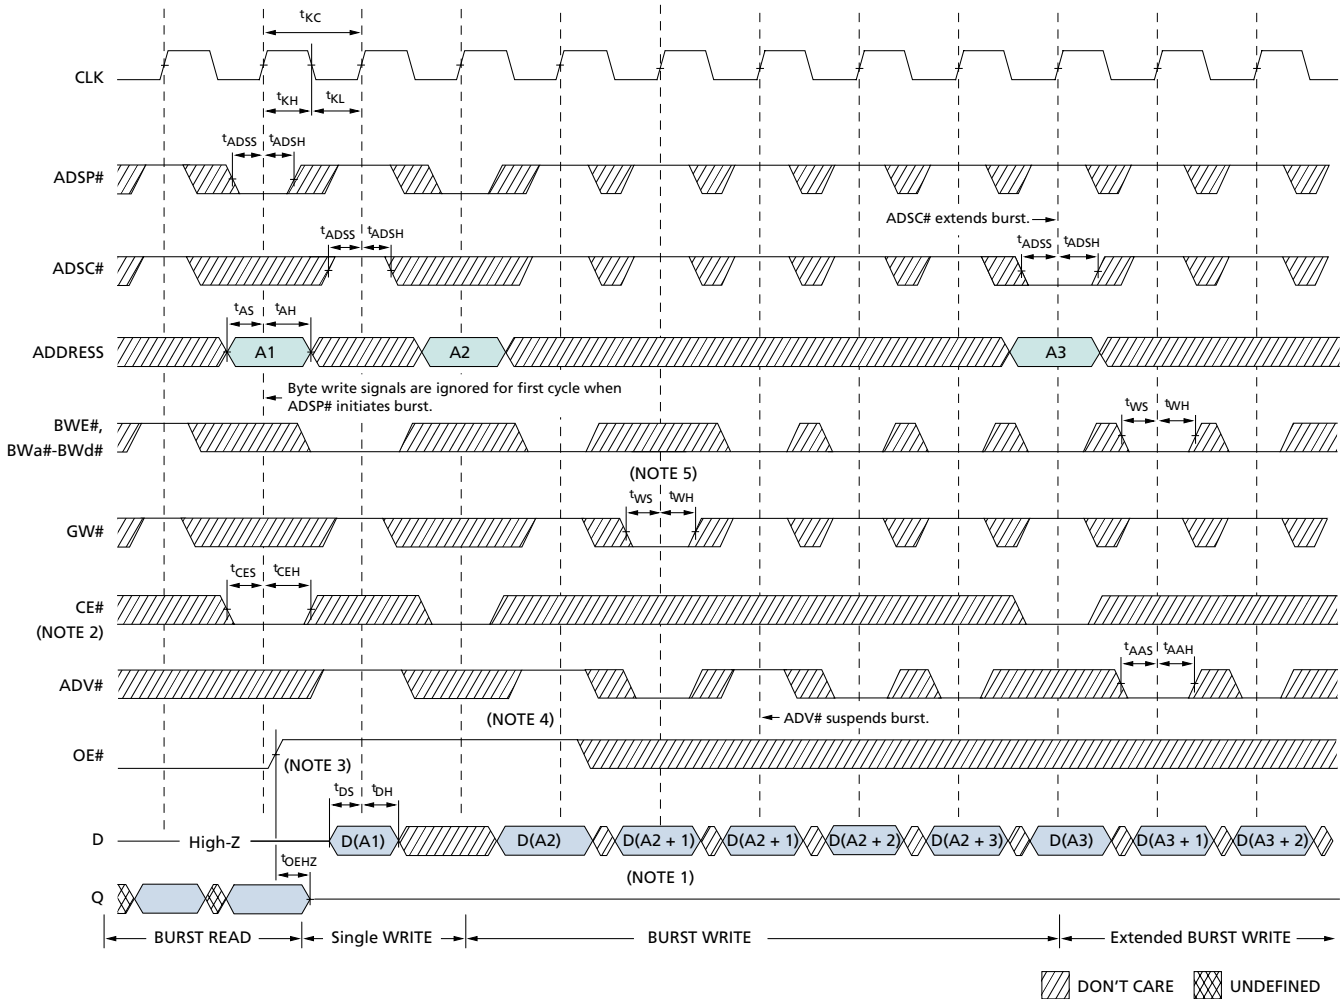 tKC
CLK
tKH
tKL
tADSS
tADSH
ADSP#
ADSC# extends burst.
tADSS
tADSH
tADSS
tADSH
ADSC#
tAS
tAH
ADDRESS
A1
A2
A3
Byte write signals are ignored for first cycle when
ADSP# initiates burst.
BWE#,
BWa#-BWd#
tWS
tWH
(NOTE 5)
tWS
tWH
GW#
tCES
tCEH
CE#
(NOTE 2)
tAAS
tAAH
ADV#
(NOTE 4)
ADV# suspends burst.
OE#
(NOTE 3)
tDS
tDH
D
High-Z
D(A1)
D(A2)
D(A2 + 1)
D(A2 + 1)
D(A2 + 2)
D(A2 + 3)
D(A3)
D(A3 + 1)
D(A3 + 2)
tOEHZ
(NOTE 1)
Q
BURST READ
Single WRITE
BURST WRITE
Extended BURST WRITE
DON'T CARE
UNDEFINED